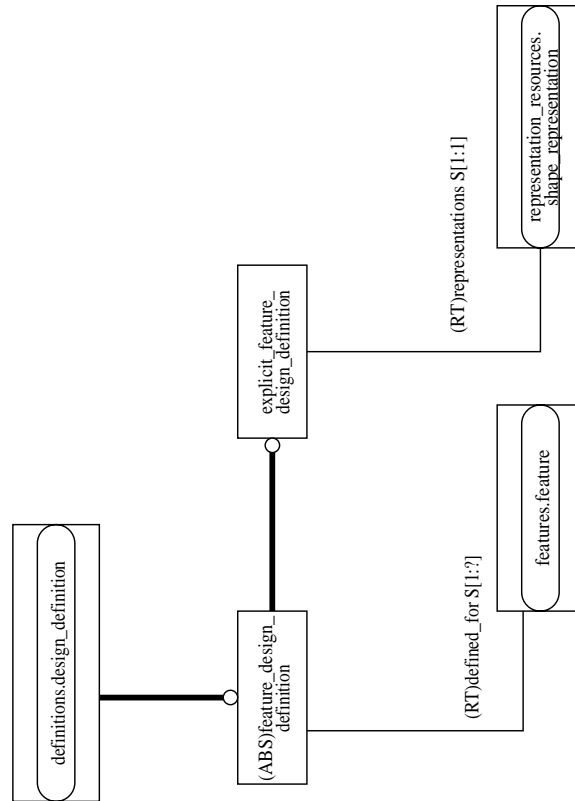 definitions.design_definition
(ABS)feature_design_
definition
explicit_feature_
design_definition
(RT)defined_for S[1:?]
(RT)representations S[1:1]
features.feature
representation_resources.
shape_representation